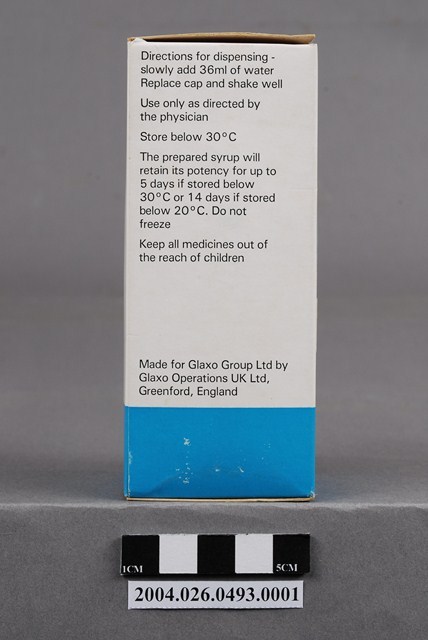 Directions for dispensing -
slowly add 36ml of water
Replace cap and shake well
Use only as directed by
the physician
Store below 30°C
The prepared syrup will
retain its potency for up to
5 days if stored below
30°C or 14 days if stored
below 20°C. Do not
freeze
Keep all medicines out of
the reach of children
Made for Glaxo Group Ltd by
Glaxo Operations UK Ltd,
Greenford, England
1CM 5CM
2004.026.0493.0001